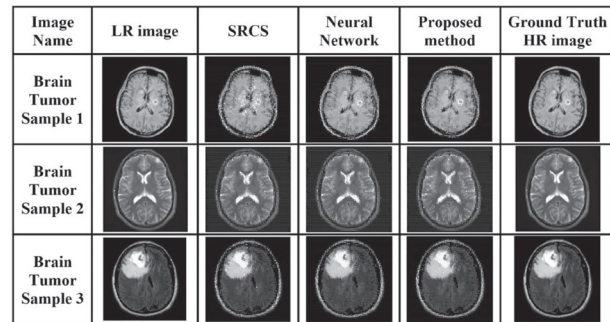 Image Name
LR image
SRCS
Neural Network
Proposed method
Ground Truth HR image
Brain Tumor Sample 1
Brain Tumor Sample 2
Brain Tumor Sample 3